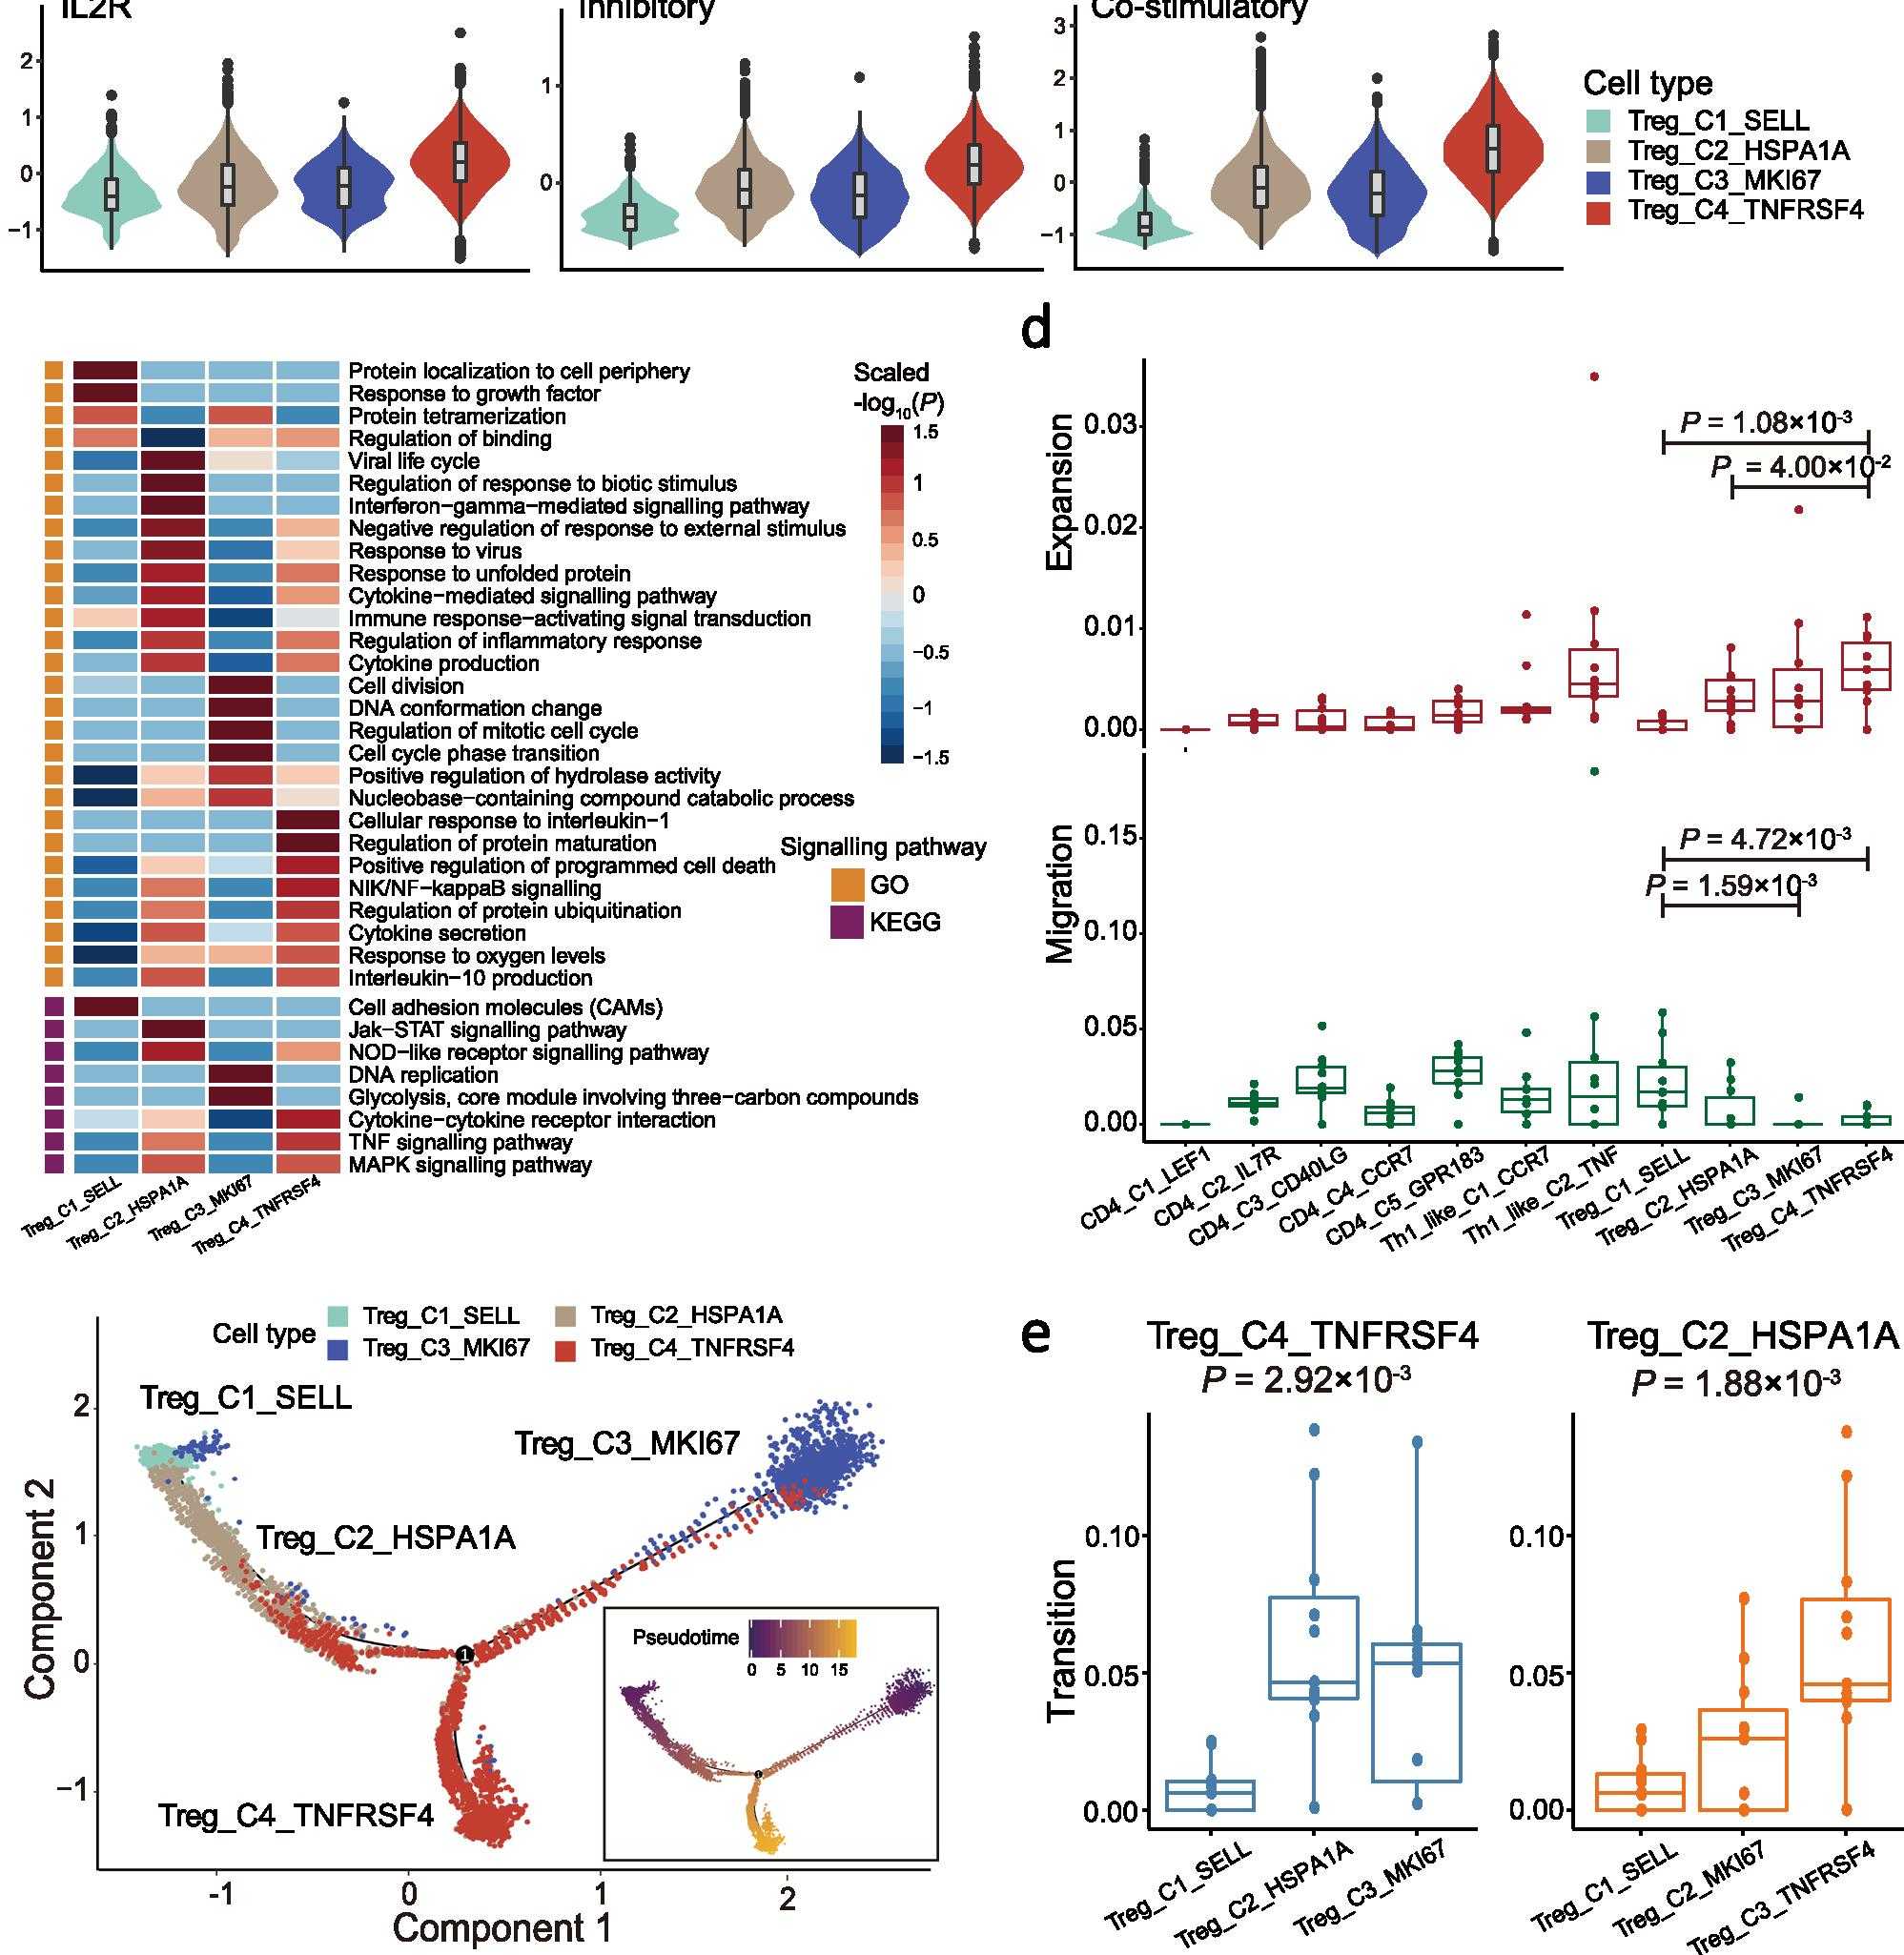 IL2R
Inhibitory
Co-stimulatory
2
1
0
−1
1
0
3
2
1
0
−1
Cell type
Treg_C1_SELL
Treg_C2_HSPA1A
Treg_C3_MKI67
Treg_C4_TNFRSF4
Protein localization to cell periphery
Response to growth factor
Protein tetramerization
Regulation of binding
Viral life cycle
Regulation of response to biotic stimulus
Interferon−gamma−mediated signalling pathway
Negative regulation of response to external stimulus
Response to virus
Response to unfolded protein
Cytokine−mediated signalling pathway
Immune response−activating signal transduction
Regulation of inflammatory response
Cytokine production
Cell division
DNA conformation change
Regulation of mitotic cell cycle
Cell cycle phase transition
Positive regulation of hydrolase activity
Nucleobase−containing compound catabolic process
Cellular response to interleukin−1
Regulation of protein maturation
Positive regulation of programmed cell death
NIK/NF−kappaB signalling
Regulation of protein ubiquitination
Cytokine secretion
Response to oxygen levels
Interleukin−10 production
Cell adhesion molecules (CAMs)
Jak−STAT signalling pathway
NOD−like receptor signalling pathway
DNA replication
Glycolysis, core module involving three−carbon compounds
Cytokine−cytokine receptor interaction
TNF signalling pathway
MAPK signalling pathway
Treg_C1_SELL
Treg_C2_HSPA1A
Treg_C3_MKI67
Treg_C4_TNFRSF4
Scaled
-log10(P)
1.5
1
0.5
0
−0.5
−1
−1.5
Signalling pathway
GO
KEGG
d
Expansion
0.03
0.02
0.01
0.00
P = 1.08×10-3
P = 4.00×10-2
Migration
0.15
0.10
0.05
0.00
P = 4.72×10-3
P = 1.59×10-3
CD4_C1_LEF1
CD4_C2_IL7R
CD4_C3_CD40LG
CD4_C4_CCR7
CD4_C5_GPR183
Th1_like_C1_CCR7
Th1_like_C2_TNF
Treg_C1_SELL
Treg_C2_HSPA1A
Treg_C3_MKI67
Treg_C4_TNFRSF4
Cell type
Treg_C1_SELL
Treg_C2_HSPA1A
Treg_C3_MKI67
Treg_C4_TNFRSF4
Treg_C1_SELL
Treg_C3_MKI67
Treg_C2_HSPA1A
Treg_C4_TNFRSF4
1
Component 2
2
1
0
−1
-1
0
1
2
Component 1
Pseudotime
0 5 10 15
1
e
Treg_C4_TNFRSF4
P = 2.92×10-3
Transition
0.10
0.05
0.00
Treg_C1_SELL
Treg_C2_HSPA1A
Treg_C3_MKI67
Treg_C2_HSPA1A
P = 1.88×10-3
0.10
0.05
0.00
Treg_C1_SELL
Treg_C2_MKI67
Treg_C3_TNFRSF4